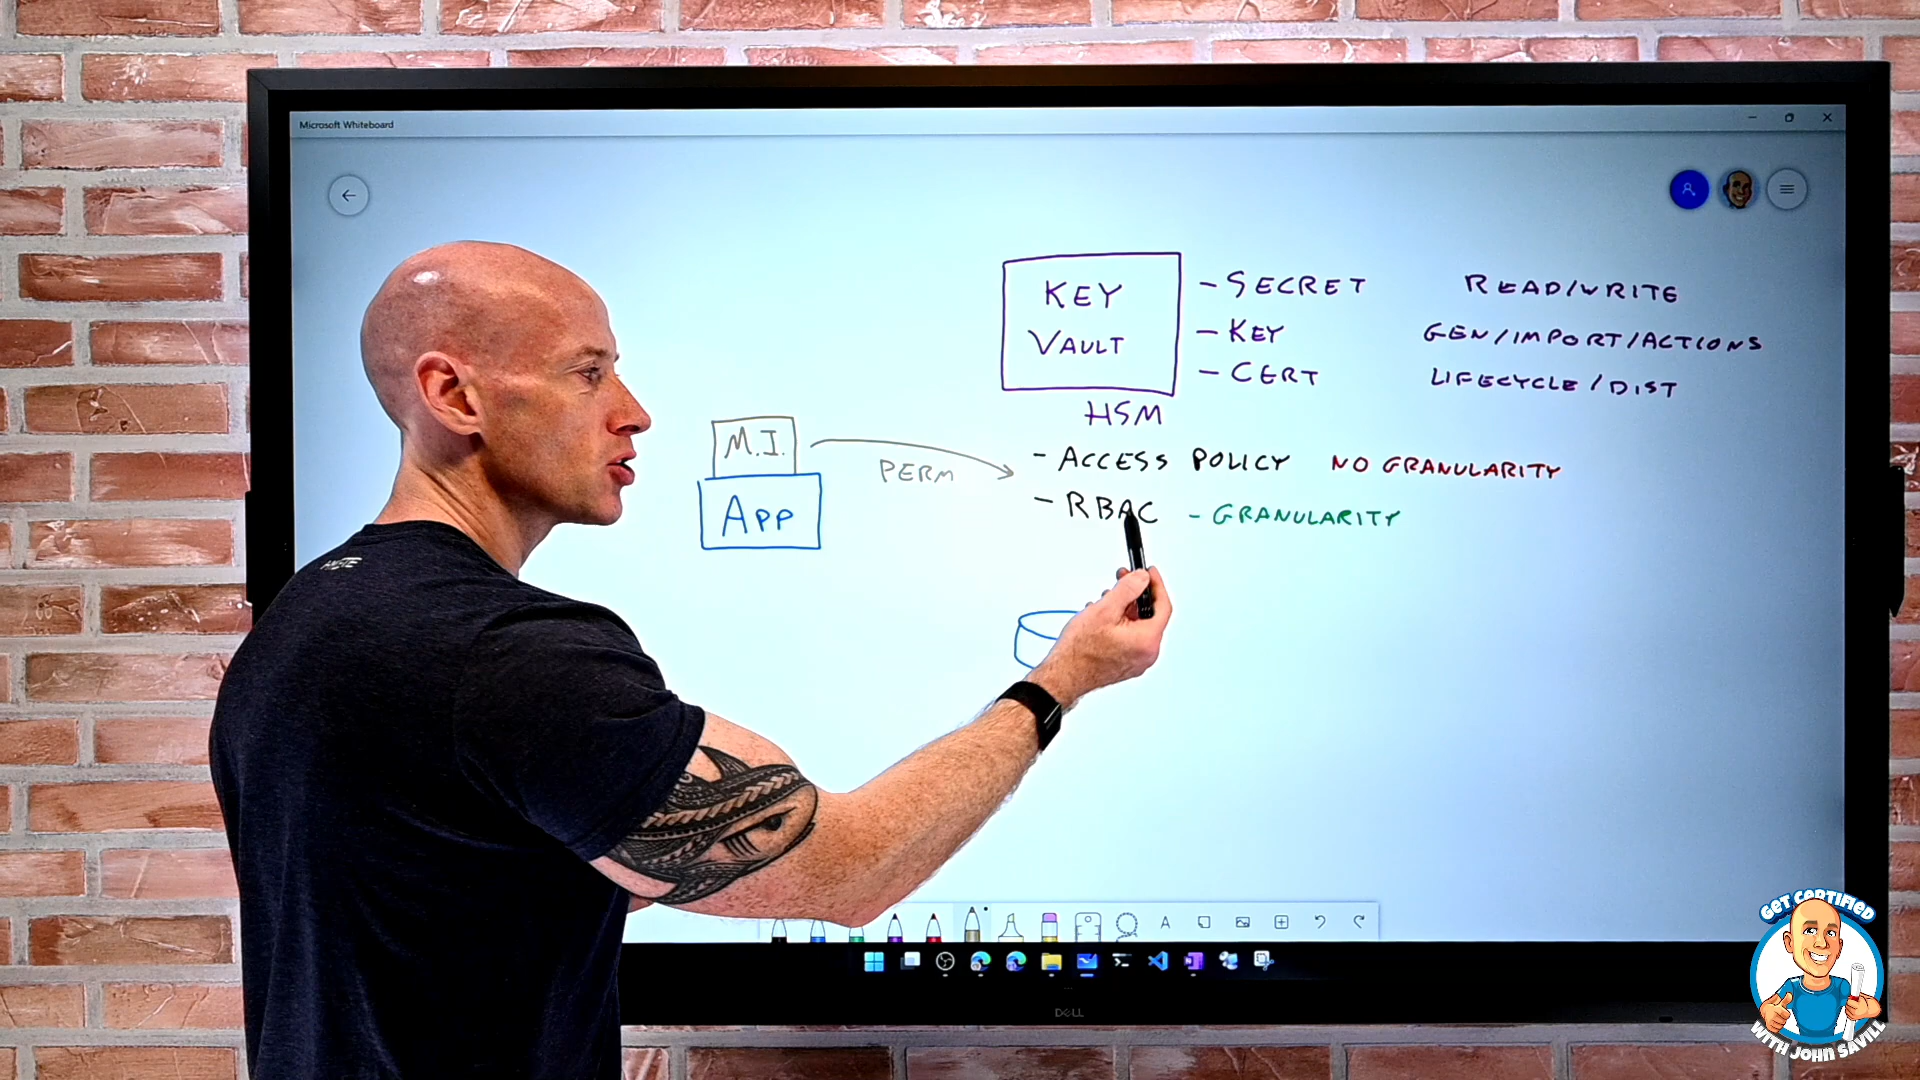 Microsoft Whiteboard
KEY VAULT
- SECRET READ/WRITE
- KEY GEN/IMPORT/ACTIONS
- CERT LIFECYCLE/DIST
HSM
M.I.
PERM
- ACCESS POLICY NO GRANULARITY
APP
- RBAC - GRANULARITY
DELL
GET CERTIFIED
WITH JOHN SAVILL